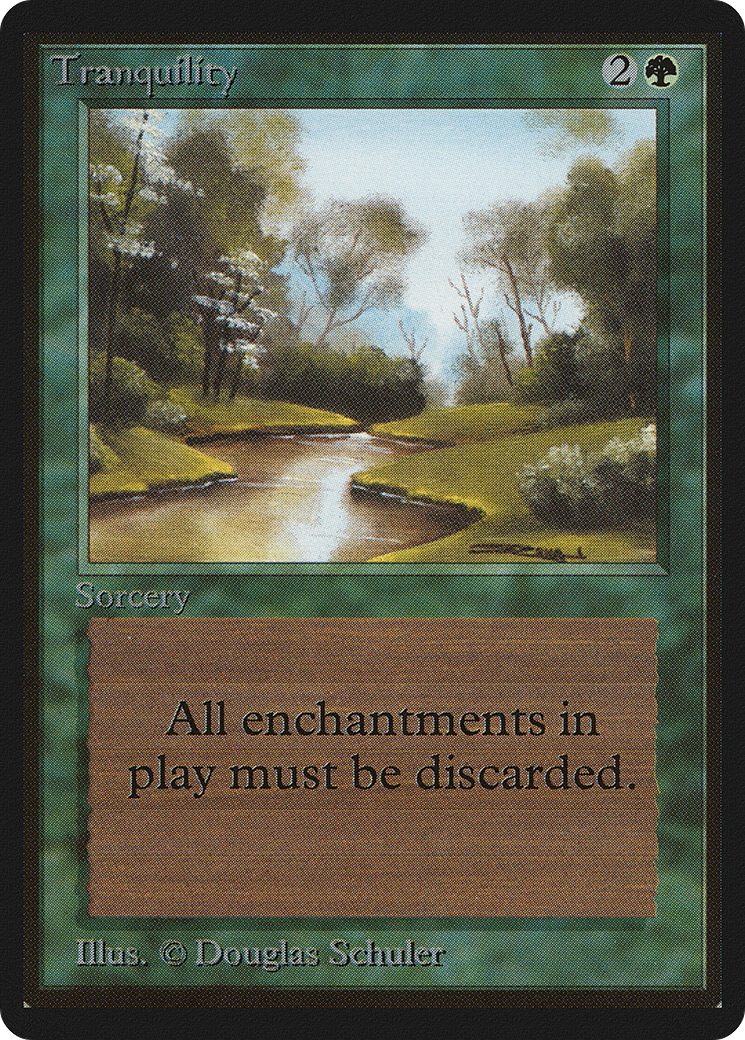 Tranquility 2
Sorcery
All enchantments in
play must be discarded.
Illus. © Douglas Schuler